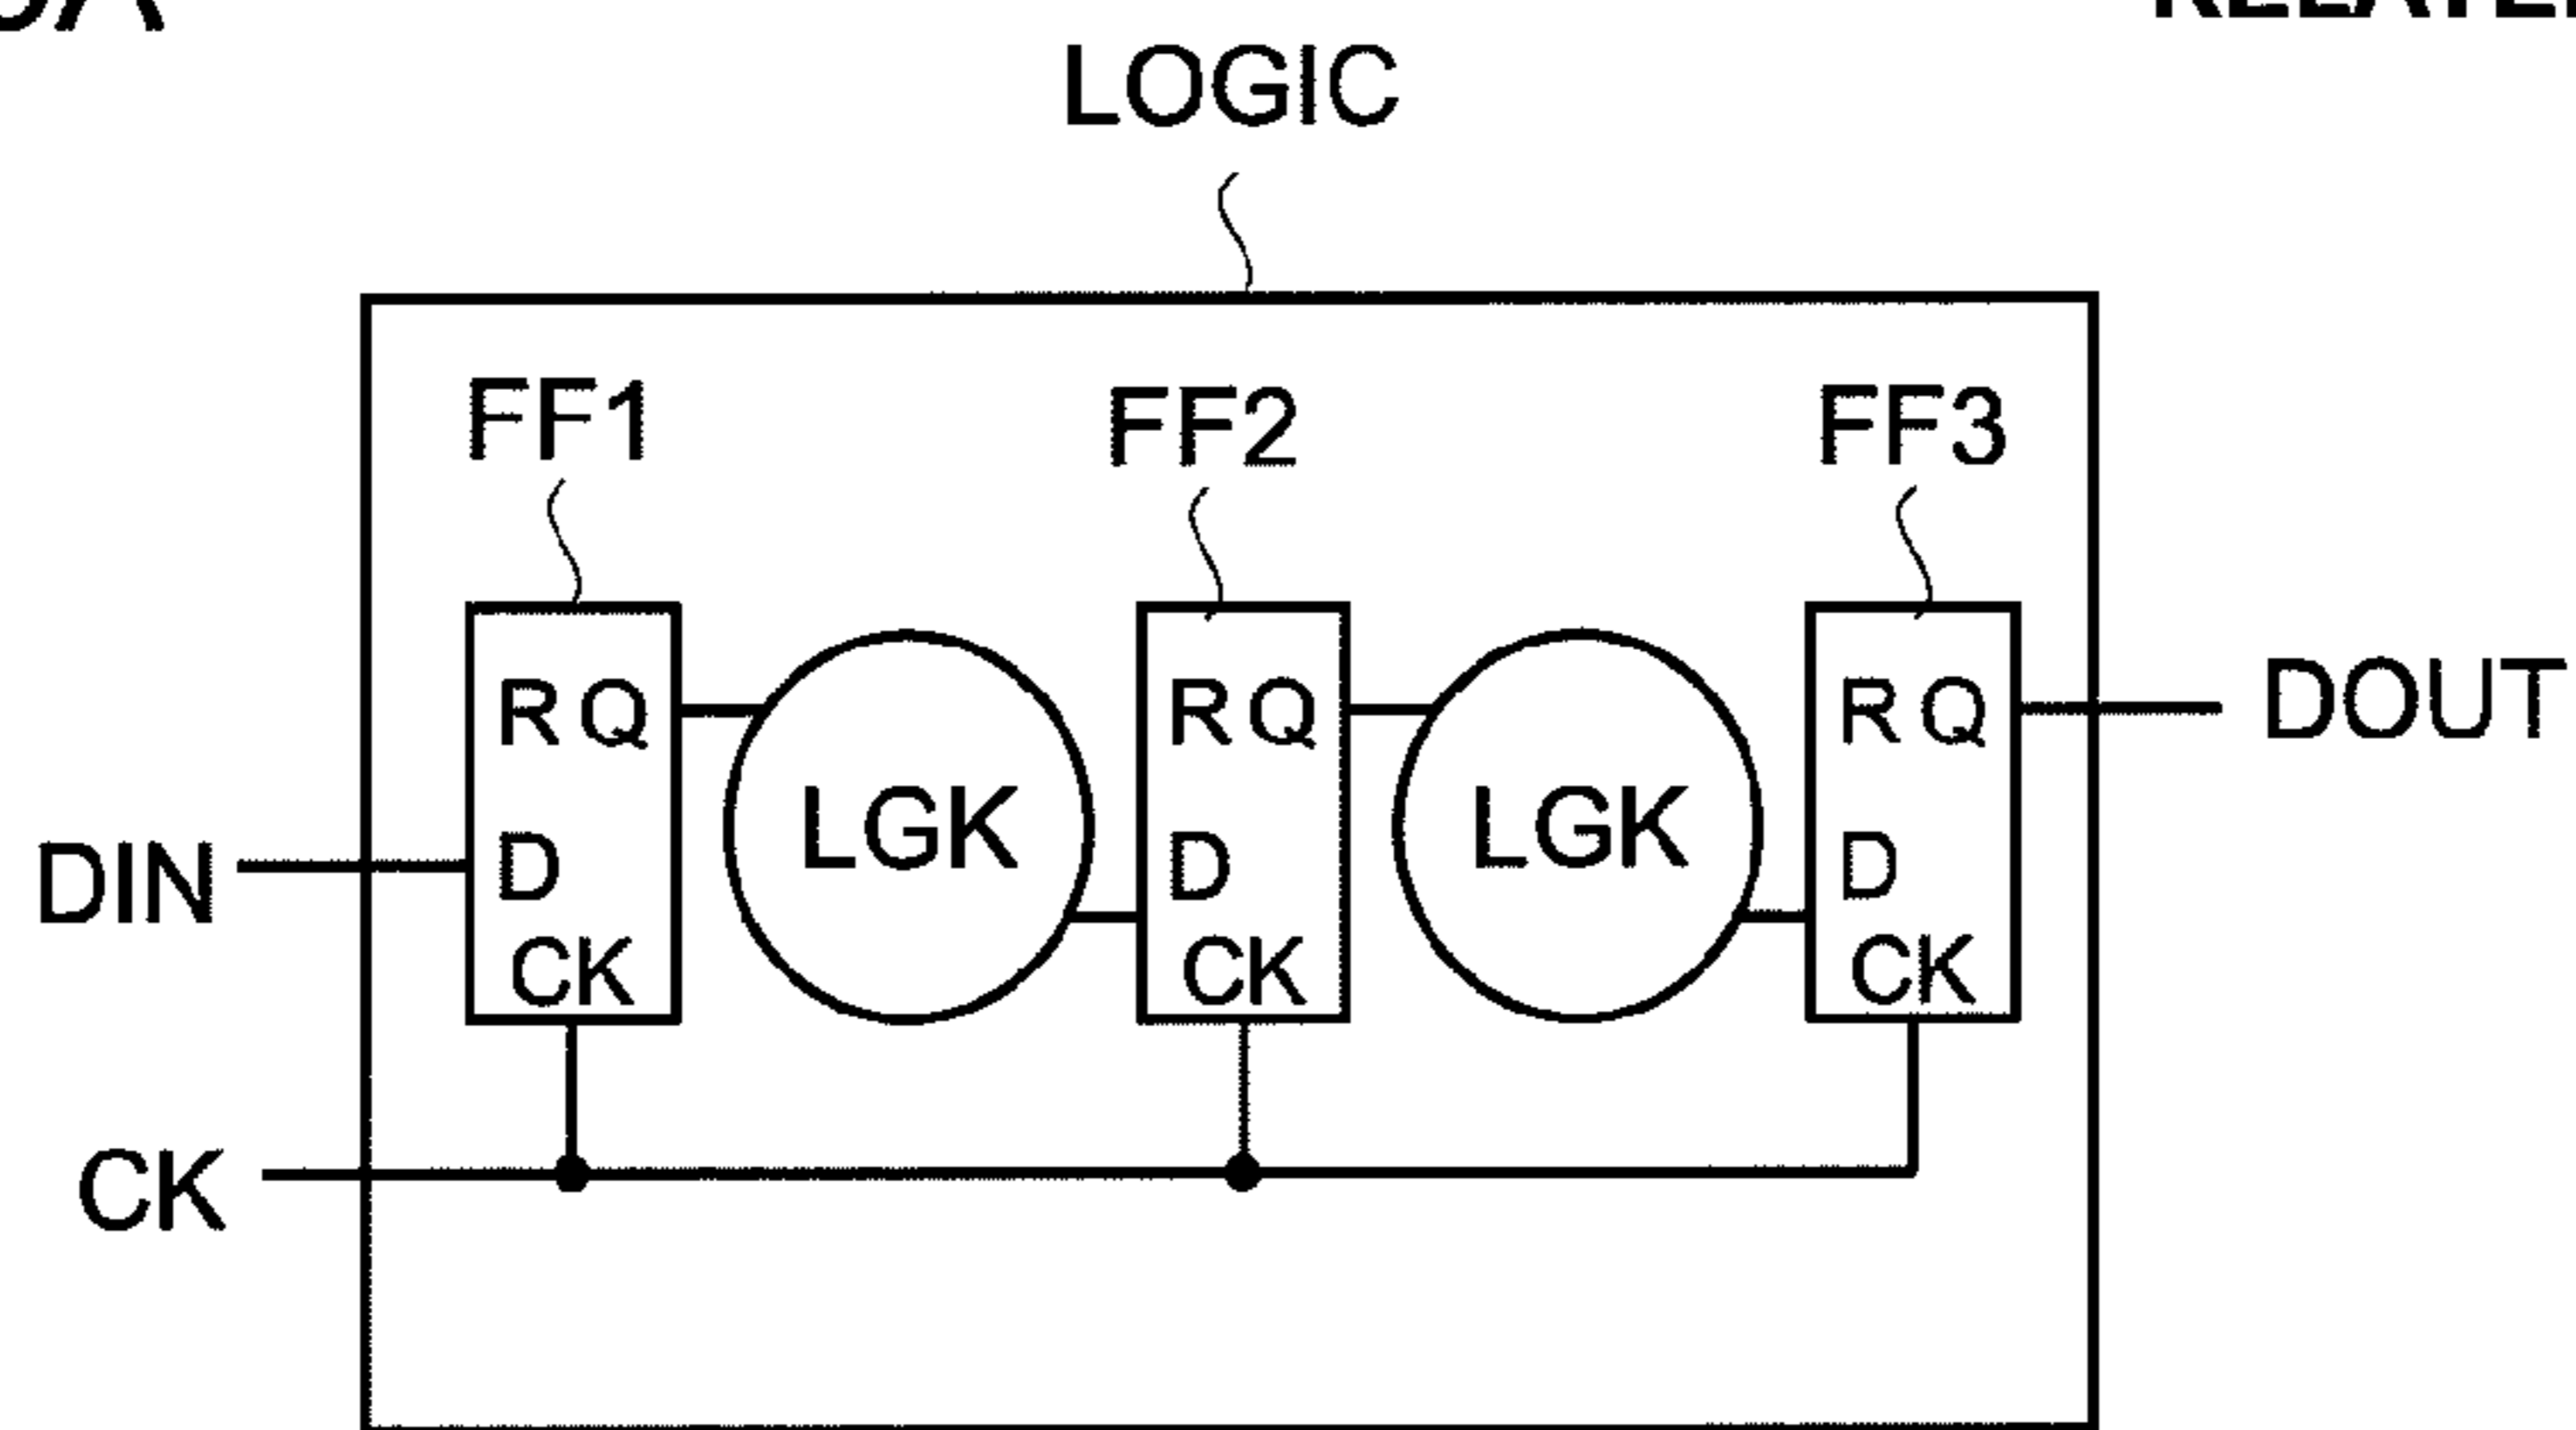 LOGIC
FF1 FF2 FF3
R Q R Q R Q DOUT
LGK LGK
DIN D D D
CK CK CK
CK